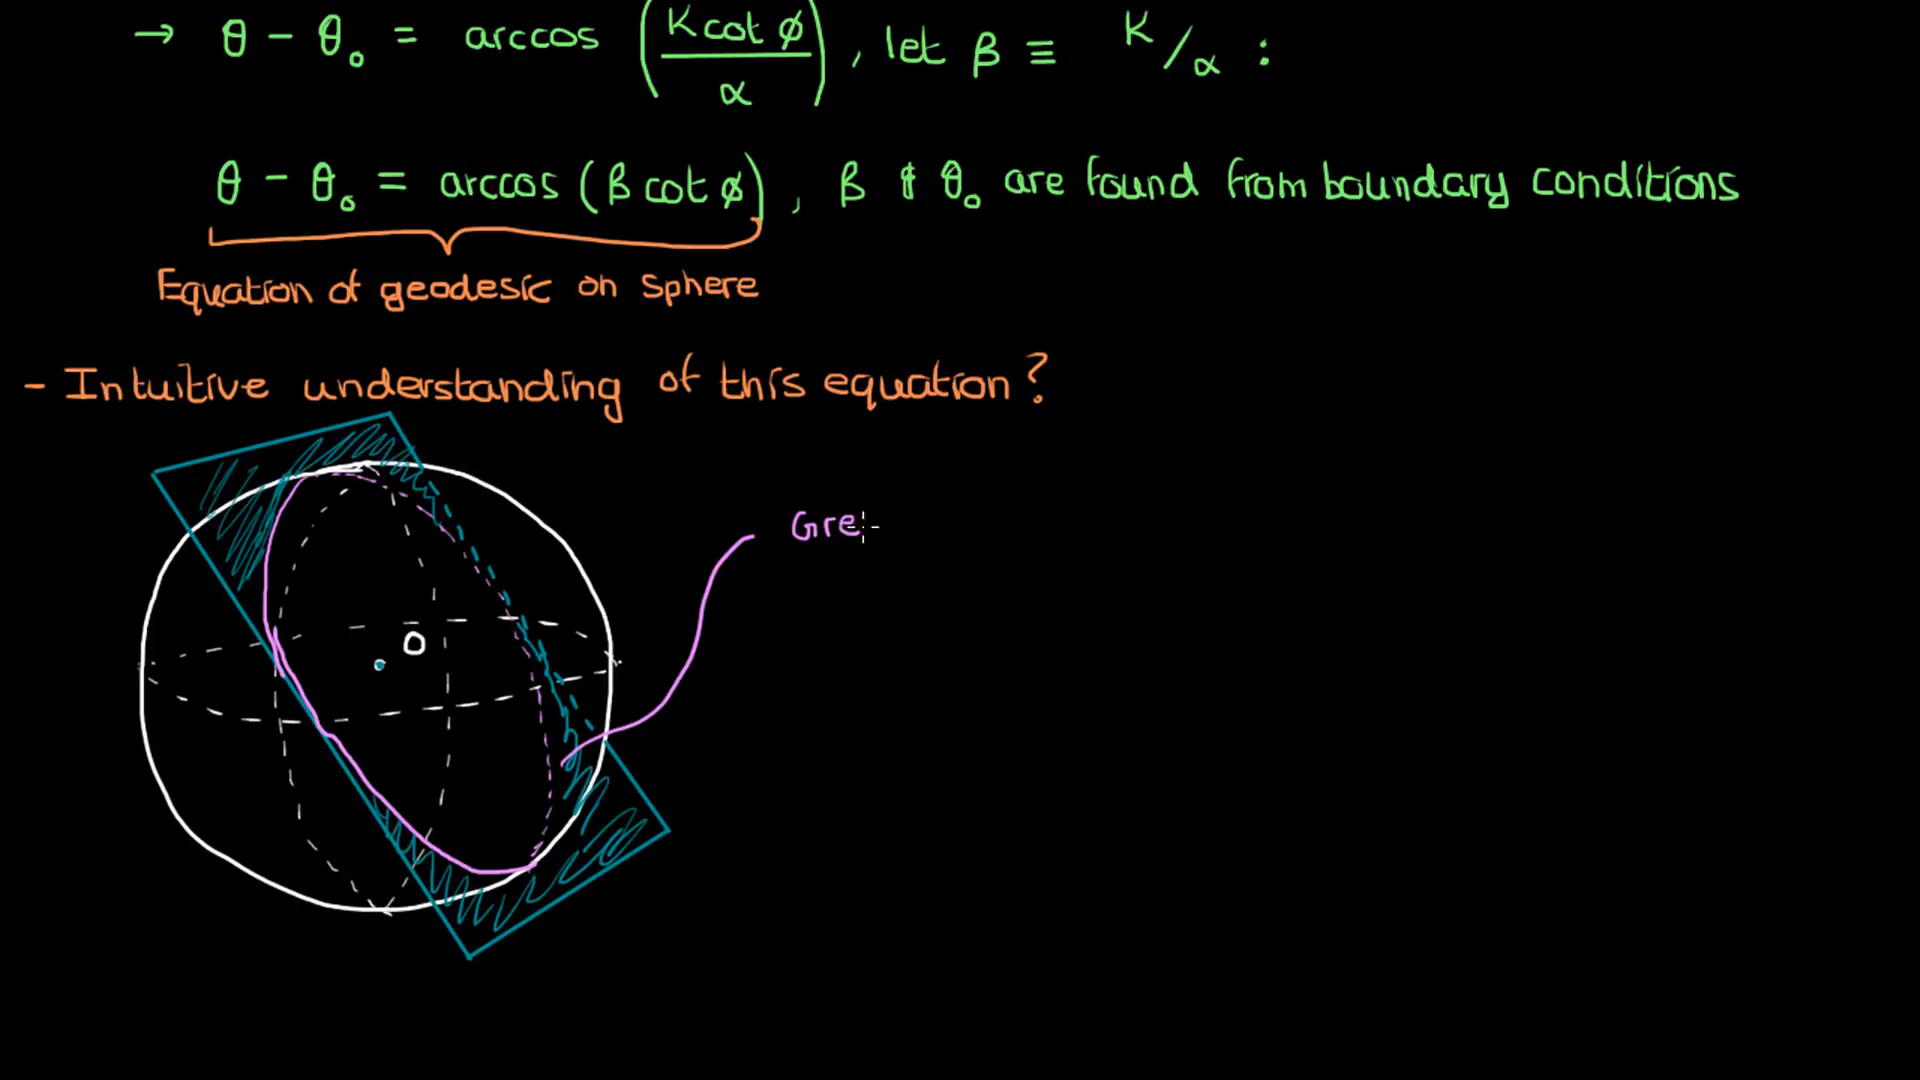 → θ - θ₀ = arccos (K cot ϕ / α), let β ≡ K/α :
θ - θ₀ = arccos (β cot ϕ), β & θ₀ are found from boundary conditions
Equation of geodesic on sphere
- Intuitive understanding of this equation?
Gre
O